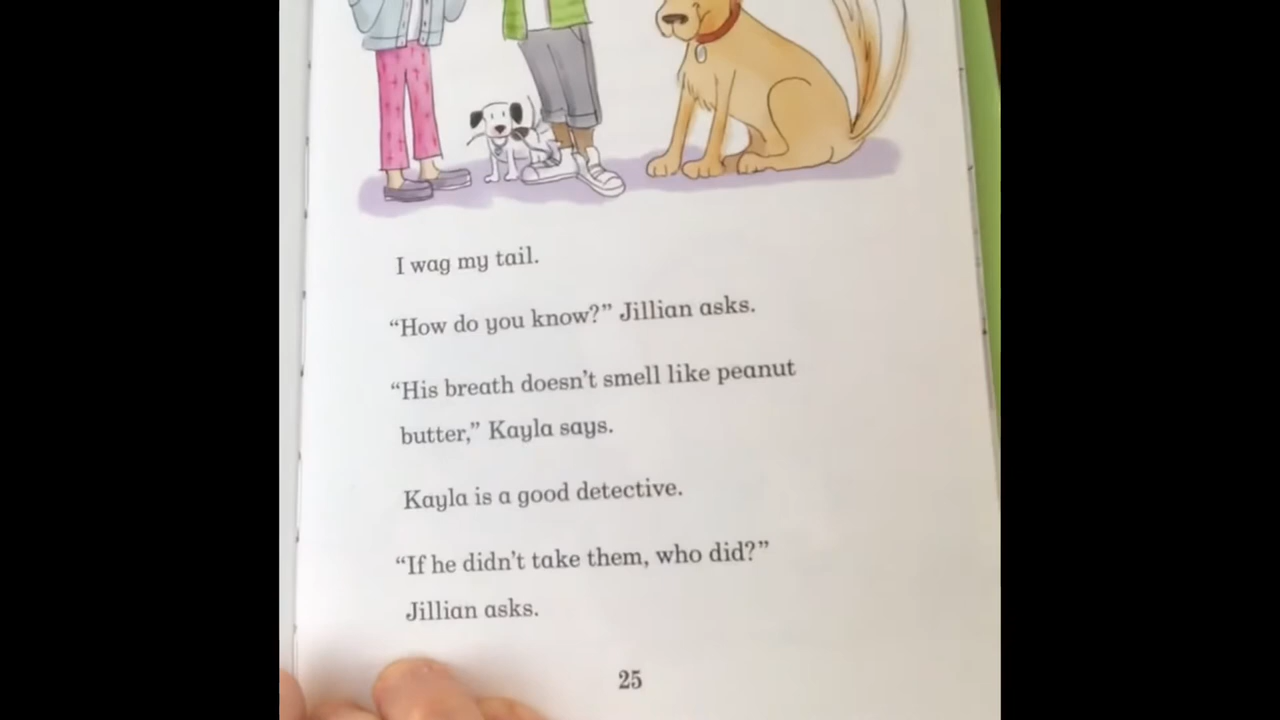 I wag my tail.
“How do you know?” Jillian asks.
“His breath doesn’t smell like peanut
butter,” Kayla says.
Kayla is a good detective.
“If he didn’t take them, who did?”
Jillian asks.
25